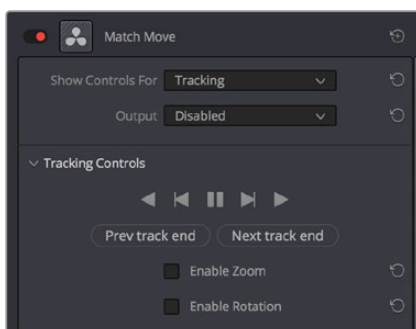 Match Move
Show Controls For Tracking
Output Disabled
Tracking Controls
Prev track end Next track end
Enable Zoom
Enable Rotation